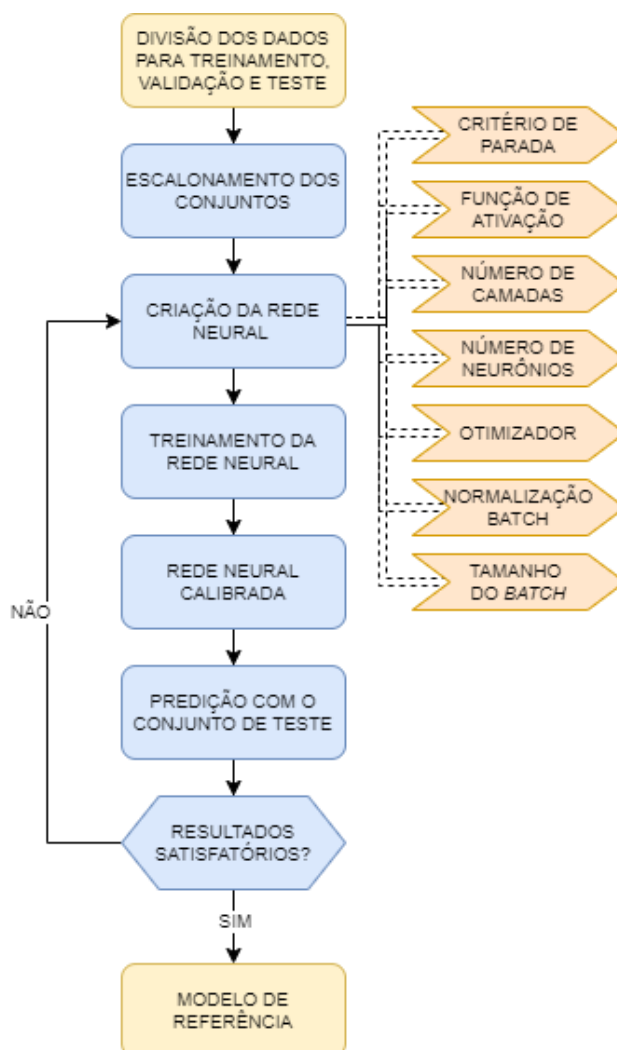 DIVISÃO DOS DADOS
PARA TREINAMENTO,
VALIDAÇÃO E TESTE
ESCALONAMENTO DOS
CONJUNTOS
CRIAÇÃO DA REDE
NEURAL
TREINAMENTO DA
REDE NEURAL
REDE NEURAL
CALIBRADA
PREDIÇÃO COM O
CONJUNTO DE TESTE
RESULTADOS
SATISFATÓRIOS?
NÃO
SIM
MODELO DE
REFERÊNCIA
CRITÉRIO DE
PARADA
FUNÇÃO DE
ATIVAÇÃO
NÚMERO DE
CAMADAS
NÚMERO DE
NEURÔNIOS
OTIMIZADOR
NORMALIZAÇÃO
BATCH
TAMANHO
DO BATCH